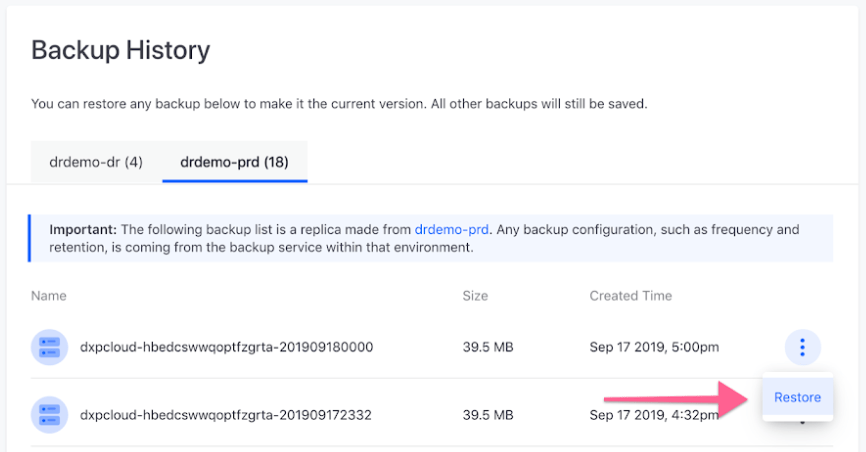 Backup History
You can restore any backup below to make it the current version. All other backups will still be saved.
drdemo-dr (4) drdemo-prd (18)
Important: The following backup list is a replica made from drdemo-prd. Any backup configuration, such as frequency and
retention, is coming from the backup service within that environment.
Name Size Created Time
dxpcloud-hbedcswwqoptfzgrta-201909180000 39.5 MB Sep 17 2019, 5:00pm
Restore
dxpcloud-hbedcswwqoptfzgrta-201909172332 39.5 MB Sep 17 2019, 4:32pm